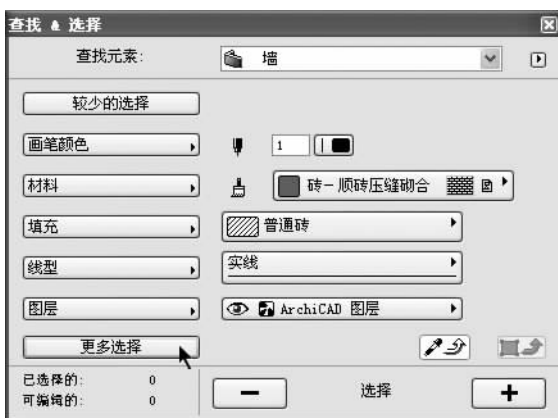 查找 & 选择
查找元素: 墙
较少的选择
画笔颜色 1
材料 砖-顺砖压缝砌合
填充 普通砖
线型 实线
图层 ArchiCAD 图层
更多选择
已选择的: 0
可编辑的: 0
选择